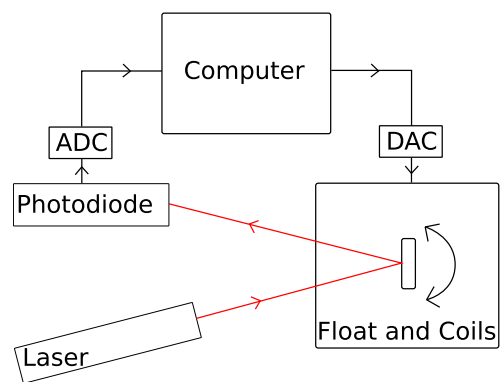 Computer
ADC
DAC
Photodiode
Float and Coils
Laser